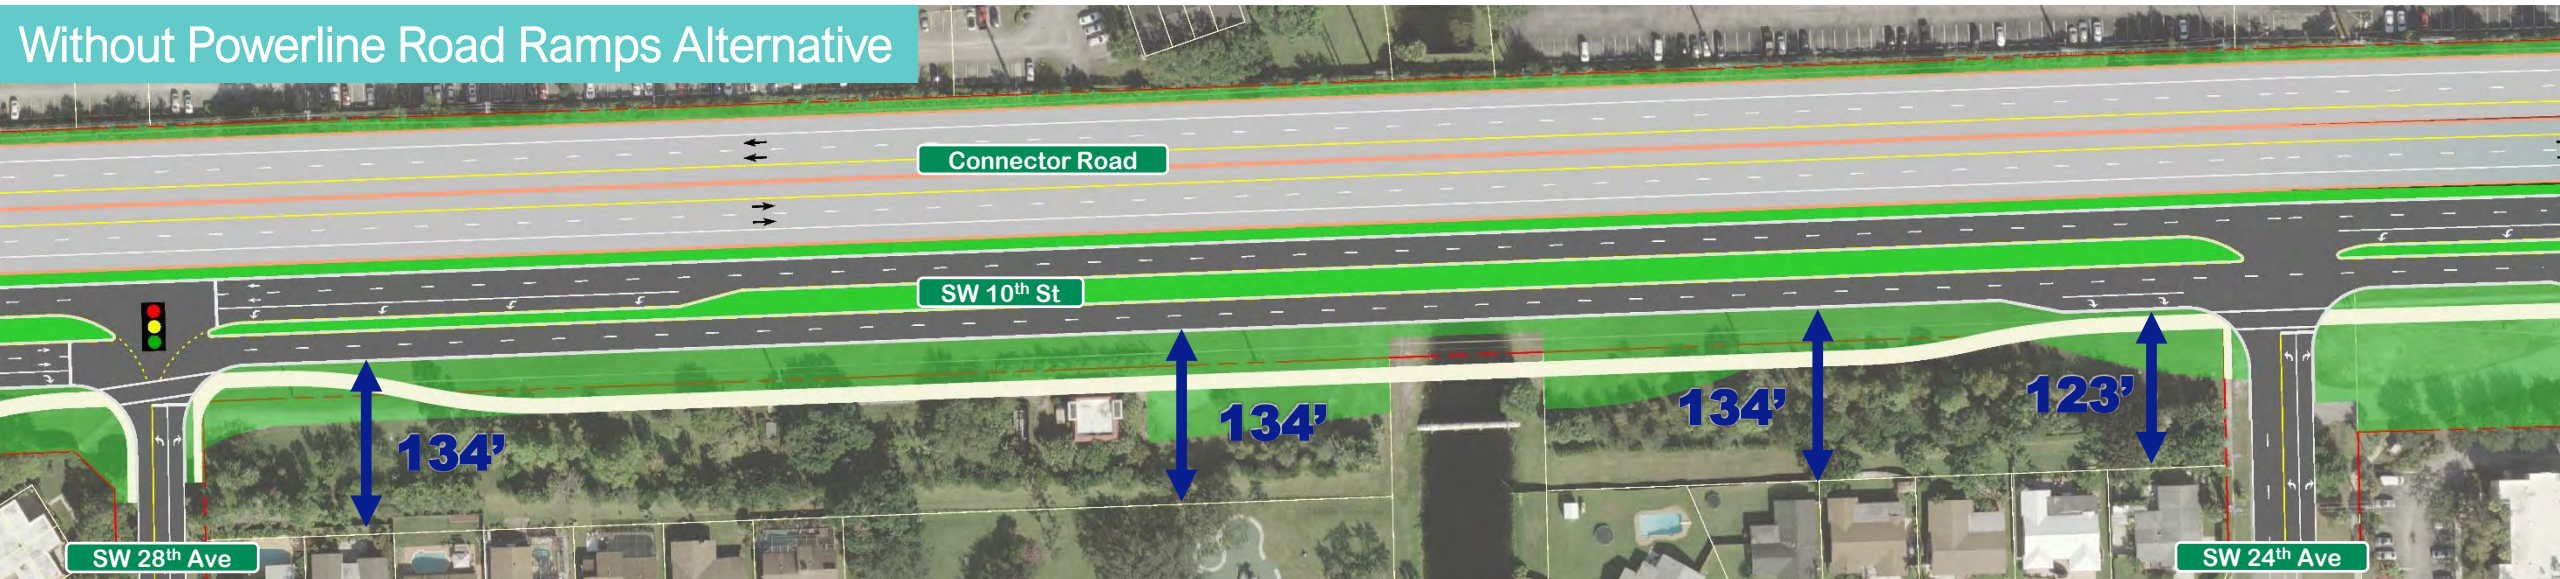 Without Powerline Road Ramps Alternative
Connector Road
SW 10th St
134’
134’
134’
123’
SW 28th Ave
SW 24th Ave